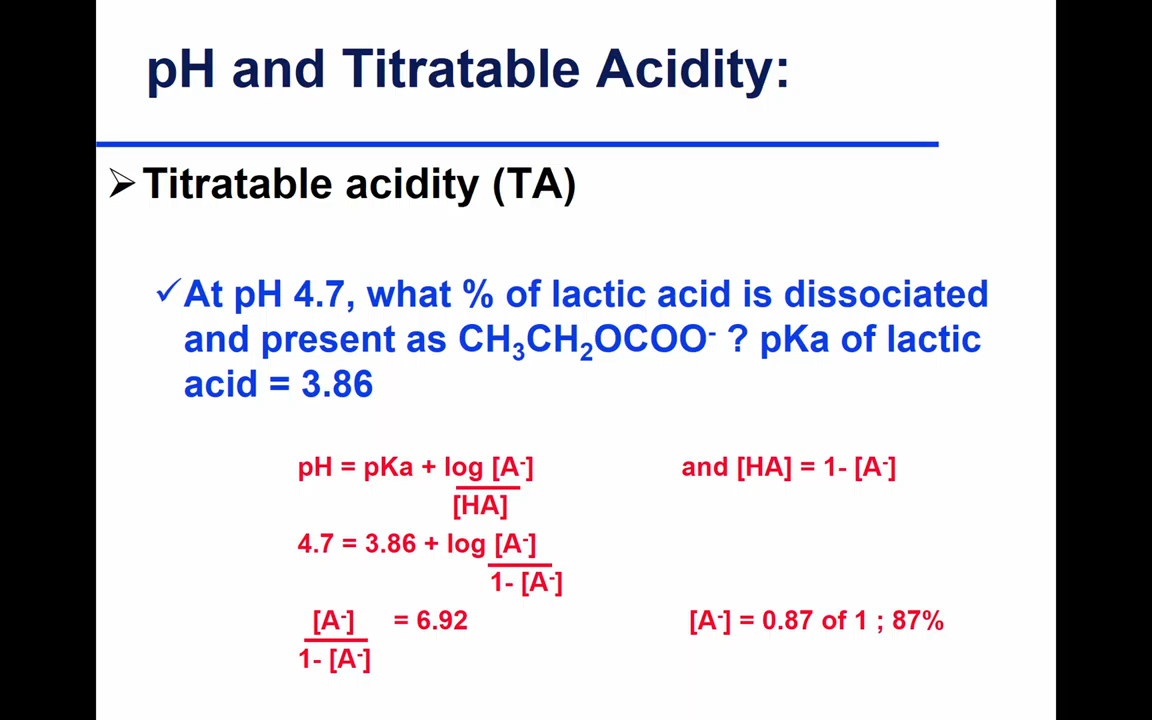 pH and Titratable Acidity:
➢Titratable acidity (TA)
✓At pH 4.7, what % of lactic acid is dissociated
and present as CH₃CH₂OCOO⁻ ? pKa of lactic
acid = 3.86
pH = pKa + log [A⁻] and [HA] = 1- [A⁻]
[HA]
4.7 = 3.86 + log [A⁻]
1- [A⁻]
[A⁻] = 6.92 [A⁻] = 0.87 of 1 ; 87%
1- [A⁻]